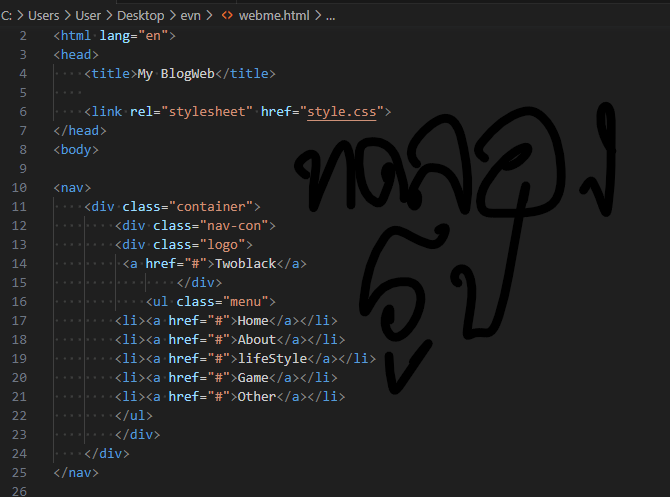 C: > Users > User > Desktop > evn > <> webme.html > ...
2 <html lang="en">
3 <head>
4 <title>My BlogWeb</title>
5
6 <link rel="stylesheet" href="style.css">
7 </head>
8 <body>
9
10 <nav>
11 <div class="container">
12 <div class="nav-con">
13 <div class="logo">
14 <a href="#">Twoblack</a>
15 </div>
16 <ul class="menu">
17 <li><a href="#">Home</a></li>
18 <li><a href="#">About</a></li>
19 <li><a href="#">lifeStyle</a></li>
20 <li><a href="#">Game</a></li>
21 <li><a href="#">Other</a></li>
22 </ul>
23 </div>
24 </div>
25 </nav>
26
ทดลอง
รูป